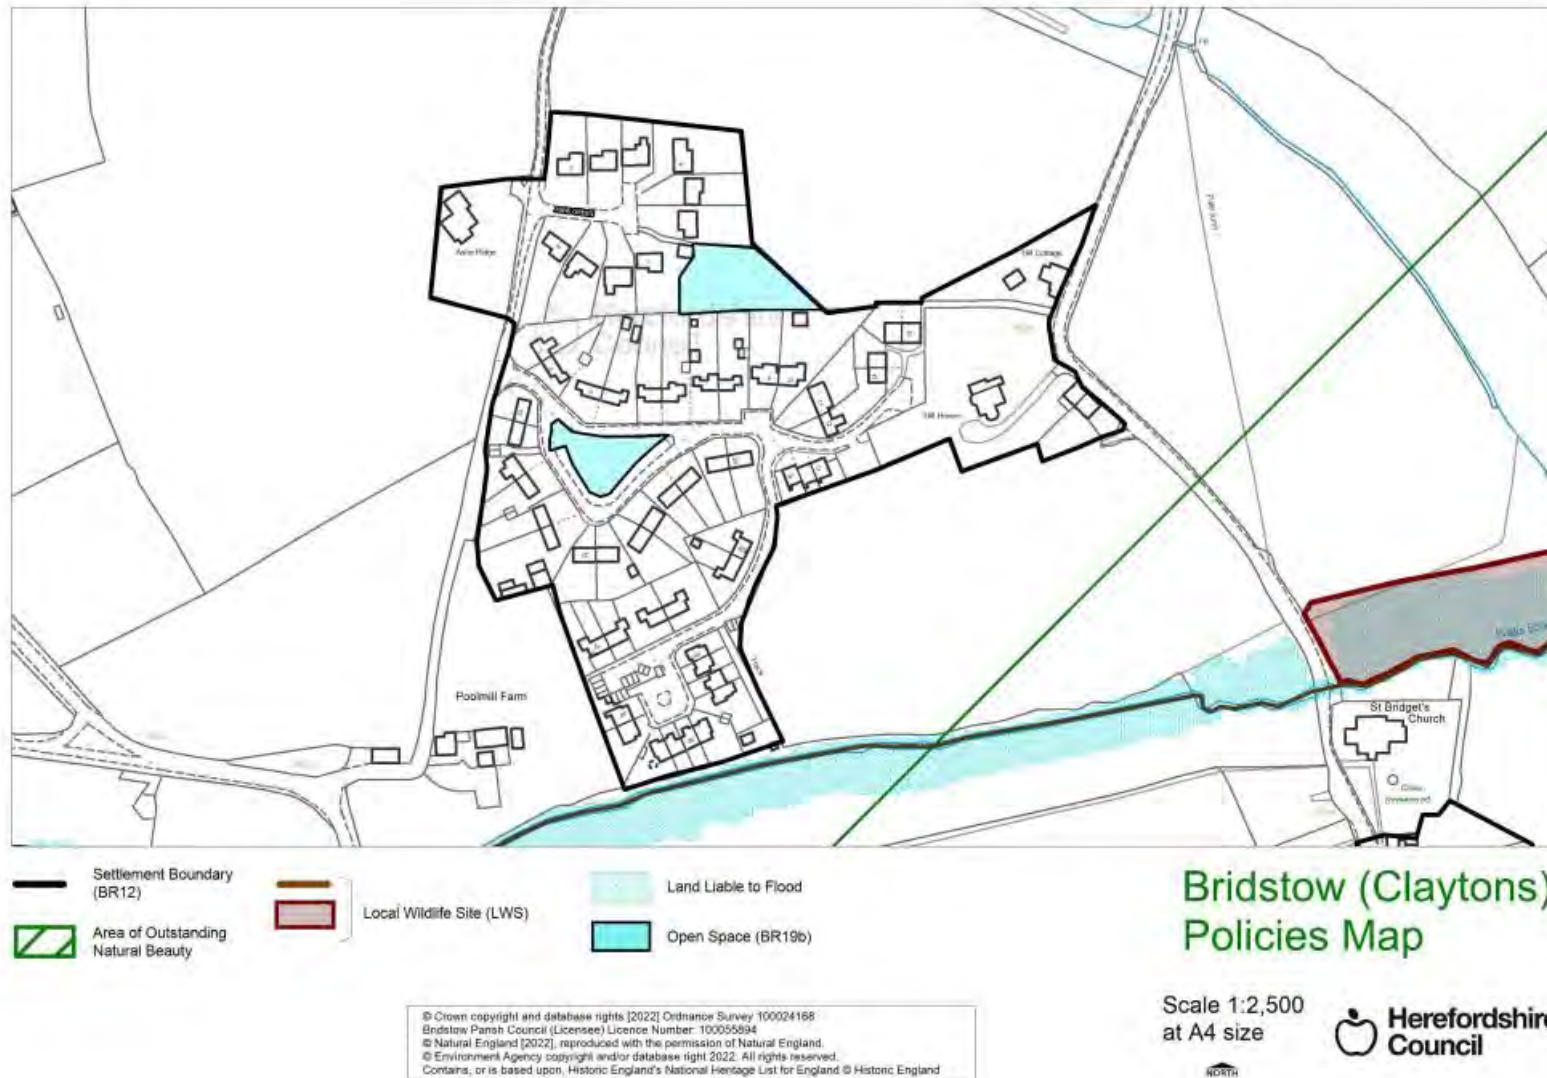 Path (um)
Track
Poolmill Farm
St Bridget's
Church
Settlement Boundary
(BR12)
Area of Outstanding
Natural Beauty
Local Wildlife Site (LWS)
Land Liable to Flood
Open Space (BR19b)
Bridstow (Claytons)
Policies Map
Scale 1:2,500
at A4 size
Herefordshire
Council
NORTH
© Crown copyright and database rights [2022] Ordnance Survey 100024168
Bridstow Parish Council (Licensee) Licence Number: 100055894
© Natural England [2022], reproduced with the permission of Natural England.
© Environment Agency copyright and/or database right 2022. All rights reserved.
Contains, or is based upon, Historic England's National Heritage List for England © Historic England